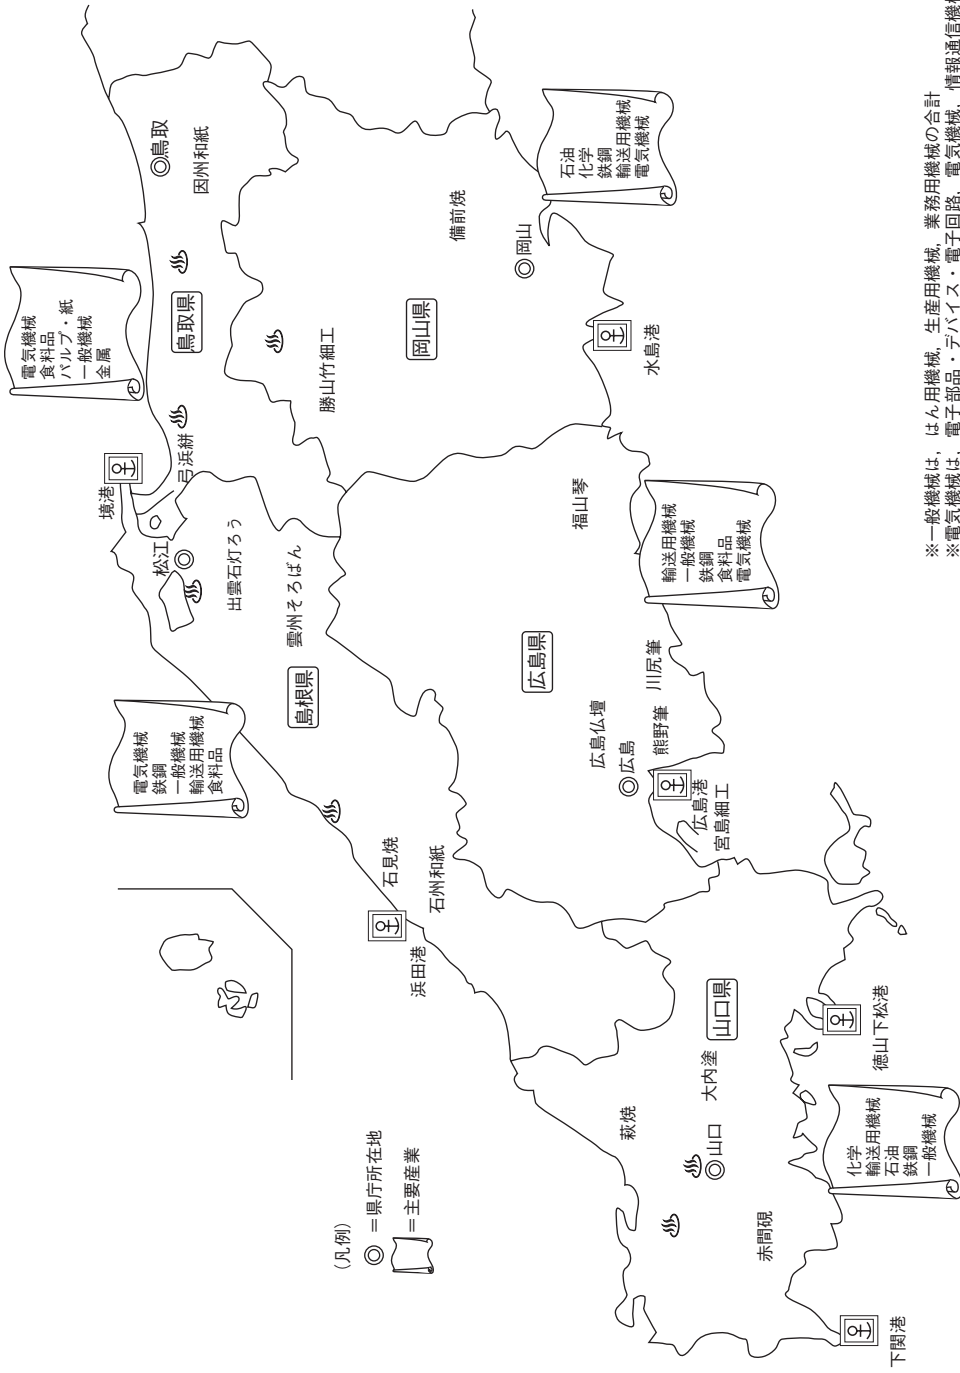 鳥取
因州和紙
鳥取県
電気機械
食料品
パルプ・紙
一般機械
金属
境港
弓浜絣
松江
出雲石灯ろう
雲州そろばん
島根県
電気機械
鉄鋼
一般機械
輸送用機械
食料品
石見焼
石州和紙
浜田港
備前焼
岡山
岡山県
勝山竹細工
水島港
石油
化学
鉄鋼
輸送用機械
電気機械
福山琴
広島県
輸送用機械
一般機械
鉄鋼
食料品
電気機械
川尻筆
熊野筆
広島仏壇
広島
広島港
宮島細工
山口県
大内塗
萩焼
山口
赤間硯
徳山下松港
下関港
化学
輸送用機械
石油
鉄鋼
一般機械
(凡例)
◎=県庁所在地
=主要産業
※一般機械は，はん用機械，生産用機械，業務用機械の合計
※電気機械は，電子部品・デバイス・電子回路，電気機械，情報通信機